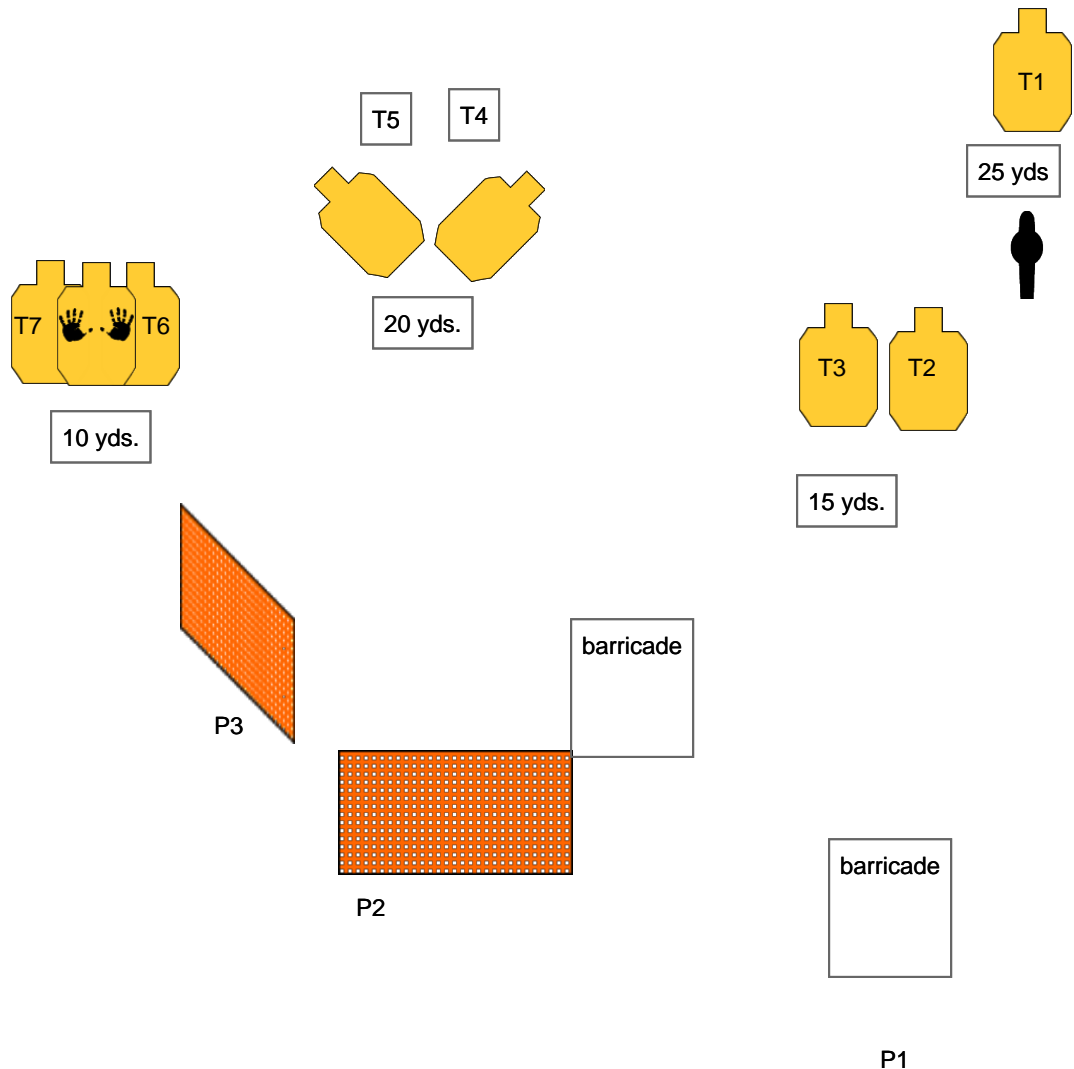 T1
T5
T4
25 yds
T7
T6
20 yds.
T3
T2
10 yds.
15 yds.
barricade
P3
barricade
P2
P1